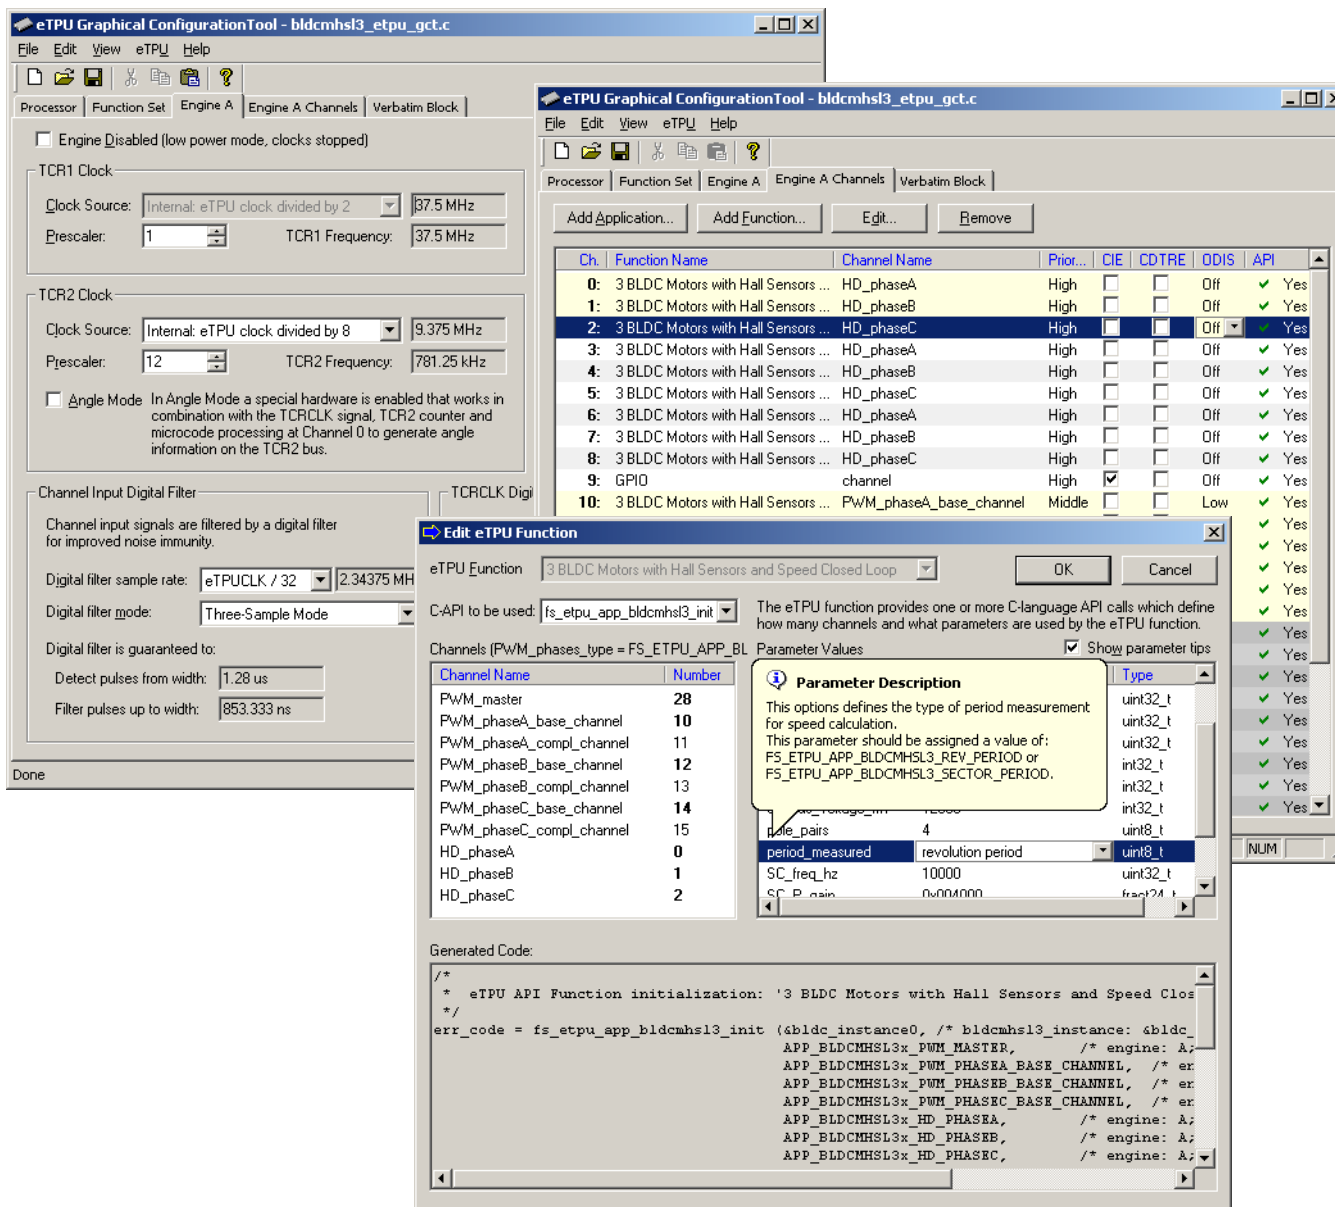 eTPU Graphical ConfigurationTool - bldcmhsl3_etpu_gct.c
File Edit View eTPU Help
Processor Function Set Engine A Engine A Channels Verbatim Block
Engine Disabled (low power mode, clocks stopped)
TCR1 Clock
Clock Source: Internal: eTPU clock divided by 2 37.5 MHz
Prescaler: 1 TCR1 Frequency: 37.5 MHz
TCR2 Clock
Clock Source: Internal: eTPU clock divided by 8 9.375 MHz
Prescaler: 12 TCR2 Frequency: 781.25 kHz
Angle Mode In Angle Mode a special hardware is enabled that works in
combination with the TCRCLK signal, TCR2 counter and
microcode processing at Channel 0 to generate angle
information on the TCR2 bus.
Channel Input Digital Filter
TCRCLK Digi
Channel input signals are filtered by a digital filter
for improved noise immunity.
Digital filter sample rate: eTPUCLK / 32 2.34375 MH
Digital filter mode: Three-Sample Mode
Digital filter is guaranteed to:
Detect pulses from width: 1.28 us
Filter pulses up to width: 853.333 ns
Done
eTPU Graphical ConfigurationTool - bldcmhsl3_etpu_gct.c
File Edit View eTPU Help
Processor Function Set Engine A Engine A Channels Verbatim Block
Add Application... Add Function... Edit... Remove
Ch. Function Name Channel Name Prior... CIE CDTRE ODIS API
0: 3 BLDC Motors with Hall Sensors ... HD_phaseA High Off Yes
1: 3 BLDC Motors with Hall Sensors ... HD_phaseB High Off Yes
2: 3 BLDC Motors with Hall Sensors ... HD_phaseC High Off Yes
3: 3 BLDC Motors with Hall Sensors ... HD_phaseA High Off Yes
4: 3 BLDC Motors with Hall Sensors ... HD_phaseB High Off Yes
5: 3 BLDC Motors with Hall Sensors ... HD_phaseC High Off Yes
6: 3 BLDC Motors with Hall Sensors ... HD_phaseA High Off Yes
7: 3 BLDC Motors with Hall Sensors ... HD_phaseB High Off Yes
8: 3 BLDC Motors with Hall Sensors ... HD_phaseC High Off Yes
9: GPIO channel High Off Yes
10: 3 BLDC Motors with Hall Sensors ... PWM_phaseA_base_channel Middle Low Yes
Yes
Yes
Yes
Yes
Yes
Yes
Yes
Yes
Yes
Yes
Yes
Yes
Yes
Yes
NUM
Edit eTPU Function
eTPU Function 3 BLDC Motors with Hall Sensors and Speed Closed Loop OK Cancel
C-API to be used: fs_etpu_app_bldcmhsl3_init
The eTPU function provides one or more C-language API calls which define
how many channels and what parameters are used by the eTPU function.
Channels (PWM_phases_type = FS_ETPU_APP_BL Parameter Values Show parameter tips
Channel Name Number
PWM_master 28
PWM_phaseA_base_channel 10
PWM_phaseA_compl_channel 11
PWM_phaseB_base_channel 12
PWM_phaseB_compl_channel 13
PWM_phaseC_base_channel 14
PWM_phaseC_compl_channel 15
HD_phaseA 0
HD_phaseB 1
HD_phaseC 2
Type
uint32_t
uint32_t
uint32_t
int32_t
int32_t
int32_t
Parameter Description
This options defines the type of period measurement
for speed calculation.
This parameter should be assigned a value of:
FS_ETPU_APP_BLDCMHSL3_REV_PERIOD or
FS_ETPU_APP_BLDCMHSL3_SECTOR_PERIOD.
pole_pairs 4 uint8_t
period_measured revolution period uint8_t
SC_freq_hz 10000 uint32_t
SC_P_gain 0x004000 fract24_t
Generated Code:
/*
* eTPU API Function initialization: '3 BLDC Motors with Hall Sensors and Speed Clos
*/
err_code = fs_etpu_app_bldcmhsl3_init (&bldc_instance0, /* bldcmhsl3_instance: &bldc_
APP_BLDCMHSL3x_PWM_MASTER, /* engine: A;
APP_BLDCMHSL3x_PWM_PHASEA_BASE_CHANNEL, /* en
APP_BLDCMHSL3x_PWM_PHASEB_BASE_CHANNEL, /* en
APP_BLDCMHSL3x_PWM_PHASEC_BASE_CHANNEL, /* en
APP_BLDCMHSL3x_HD_PHASEA, /* engine: A;
APP_BLDCMHSL3x_HD_PHASEB, /* engine: A;
APP_BLDCMHSL3x_HD_PHASEC, /* engine: A;